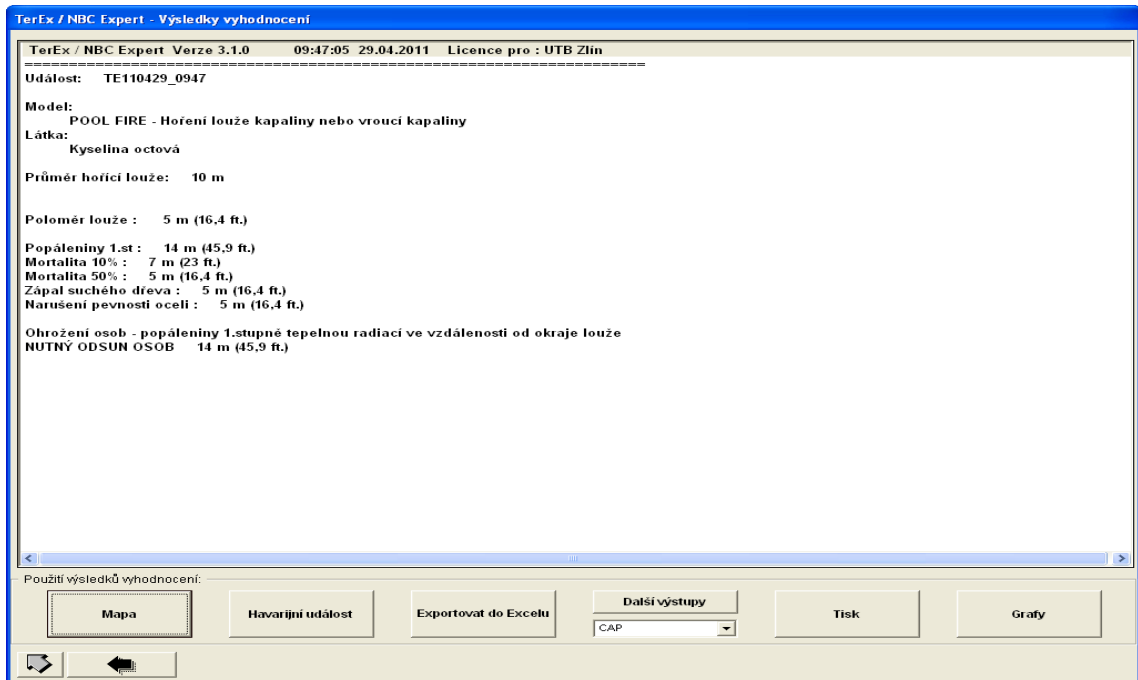 TerEx / NBC Expert - Výsledky vyhodnocení
TerEx / NBC Expert Verze 3.1.0 09:47:05 29.04.2011 Licence pro : UTB Zlín
======================================================================
Událost: TE110429_0947
Model:
POOL FIRE - Hoření louže kapaliny nebo vroucí kapaliny
Látka:
Kyselina octová
Průměr hořící louže: 10 m
Poloměr louže : 5 m (16,4 ft.)
Popáleniny 1.st : 14 m (45,9 ft.)
Mortalita 10% : 7 m (23 ft.)
Mortalita 50% : 5 m (16,4 ft.)
Zápal suchého dřeva : 5 m (16,4 ft.)
Narušení pevnosti oceli : 5 m (16,4 ft.)
Ohrožení osob - popáleniny 1.stupné tepelnou radiací ve vzdálenosti od okraje louže
NUTNÝ ODSUN OSOB 14 m (45,9 ft.)
Použití výsledků vyhodnocení:
Mapa
Havarijní událost
Exportovat do Excelu
Další výstupy
CAP
Tisk
Grafy